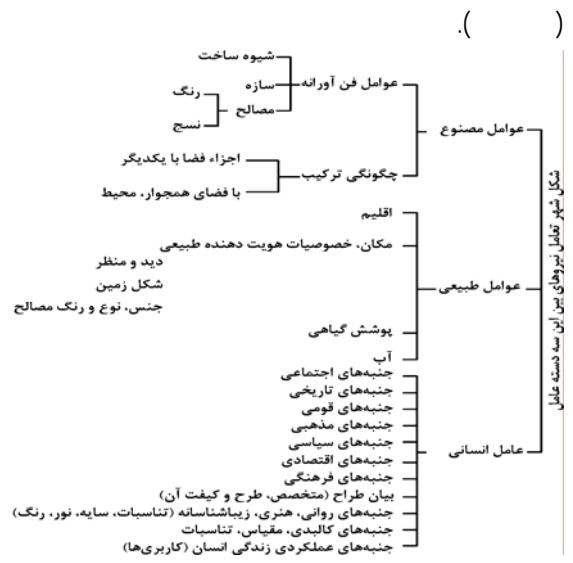 (            ).
شکل شهر تعامل نیروهای بین این سه دسته عامل
عوامل مصنوع
عوامل فن آورانه
شیوه ساخت
سازه
مصالح
رنگ
نسج
چگونگی ترکیب
اجزاء فضا با یکدیگر
با فضای همجوار، محیط
عوامل طبیعی
اقلیم
مکان، خصوصیات هویت دهنده طبیعی
دید و منظر
شکل زمین
جنس، نوع و رنگ مصالح
پوشش گیاهی
آب
عامل انسانی
جنبه‌های اجتماعی
جنبه‌های تاریخی
جنبه‌های قومی
جنبه‌های مذهبی
جنبه‌های سیاسی
جنبه‌های اقتصادی
جنبه‌های فرهنگی
بیان طراح (متخصص، طرح و کیفت آن)
جنبه‌های روانی، هنری، زیباشناسانه (تناسبات، سایه، نور، رنگ)
جنبه‌های کالبدی، مقیاس، تناسبات
جنبه‌های عملکردی زندگی انسان (کاربری‌ها)